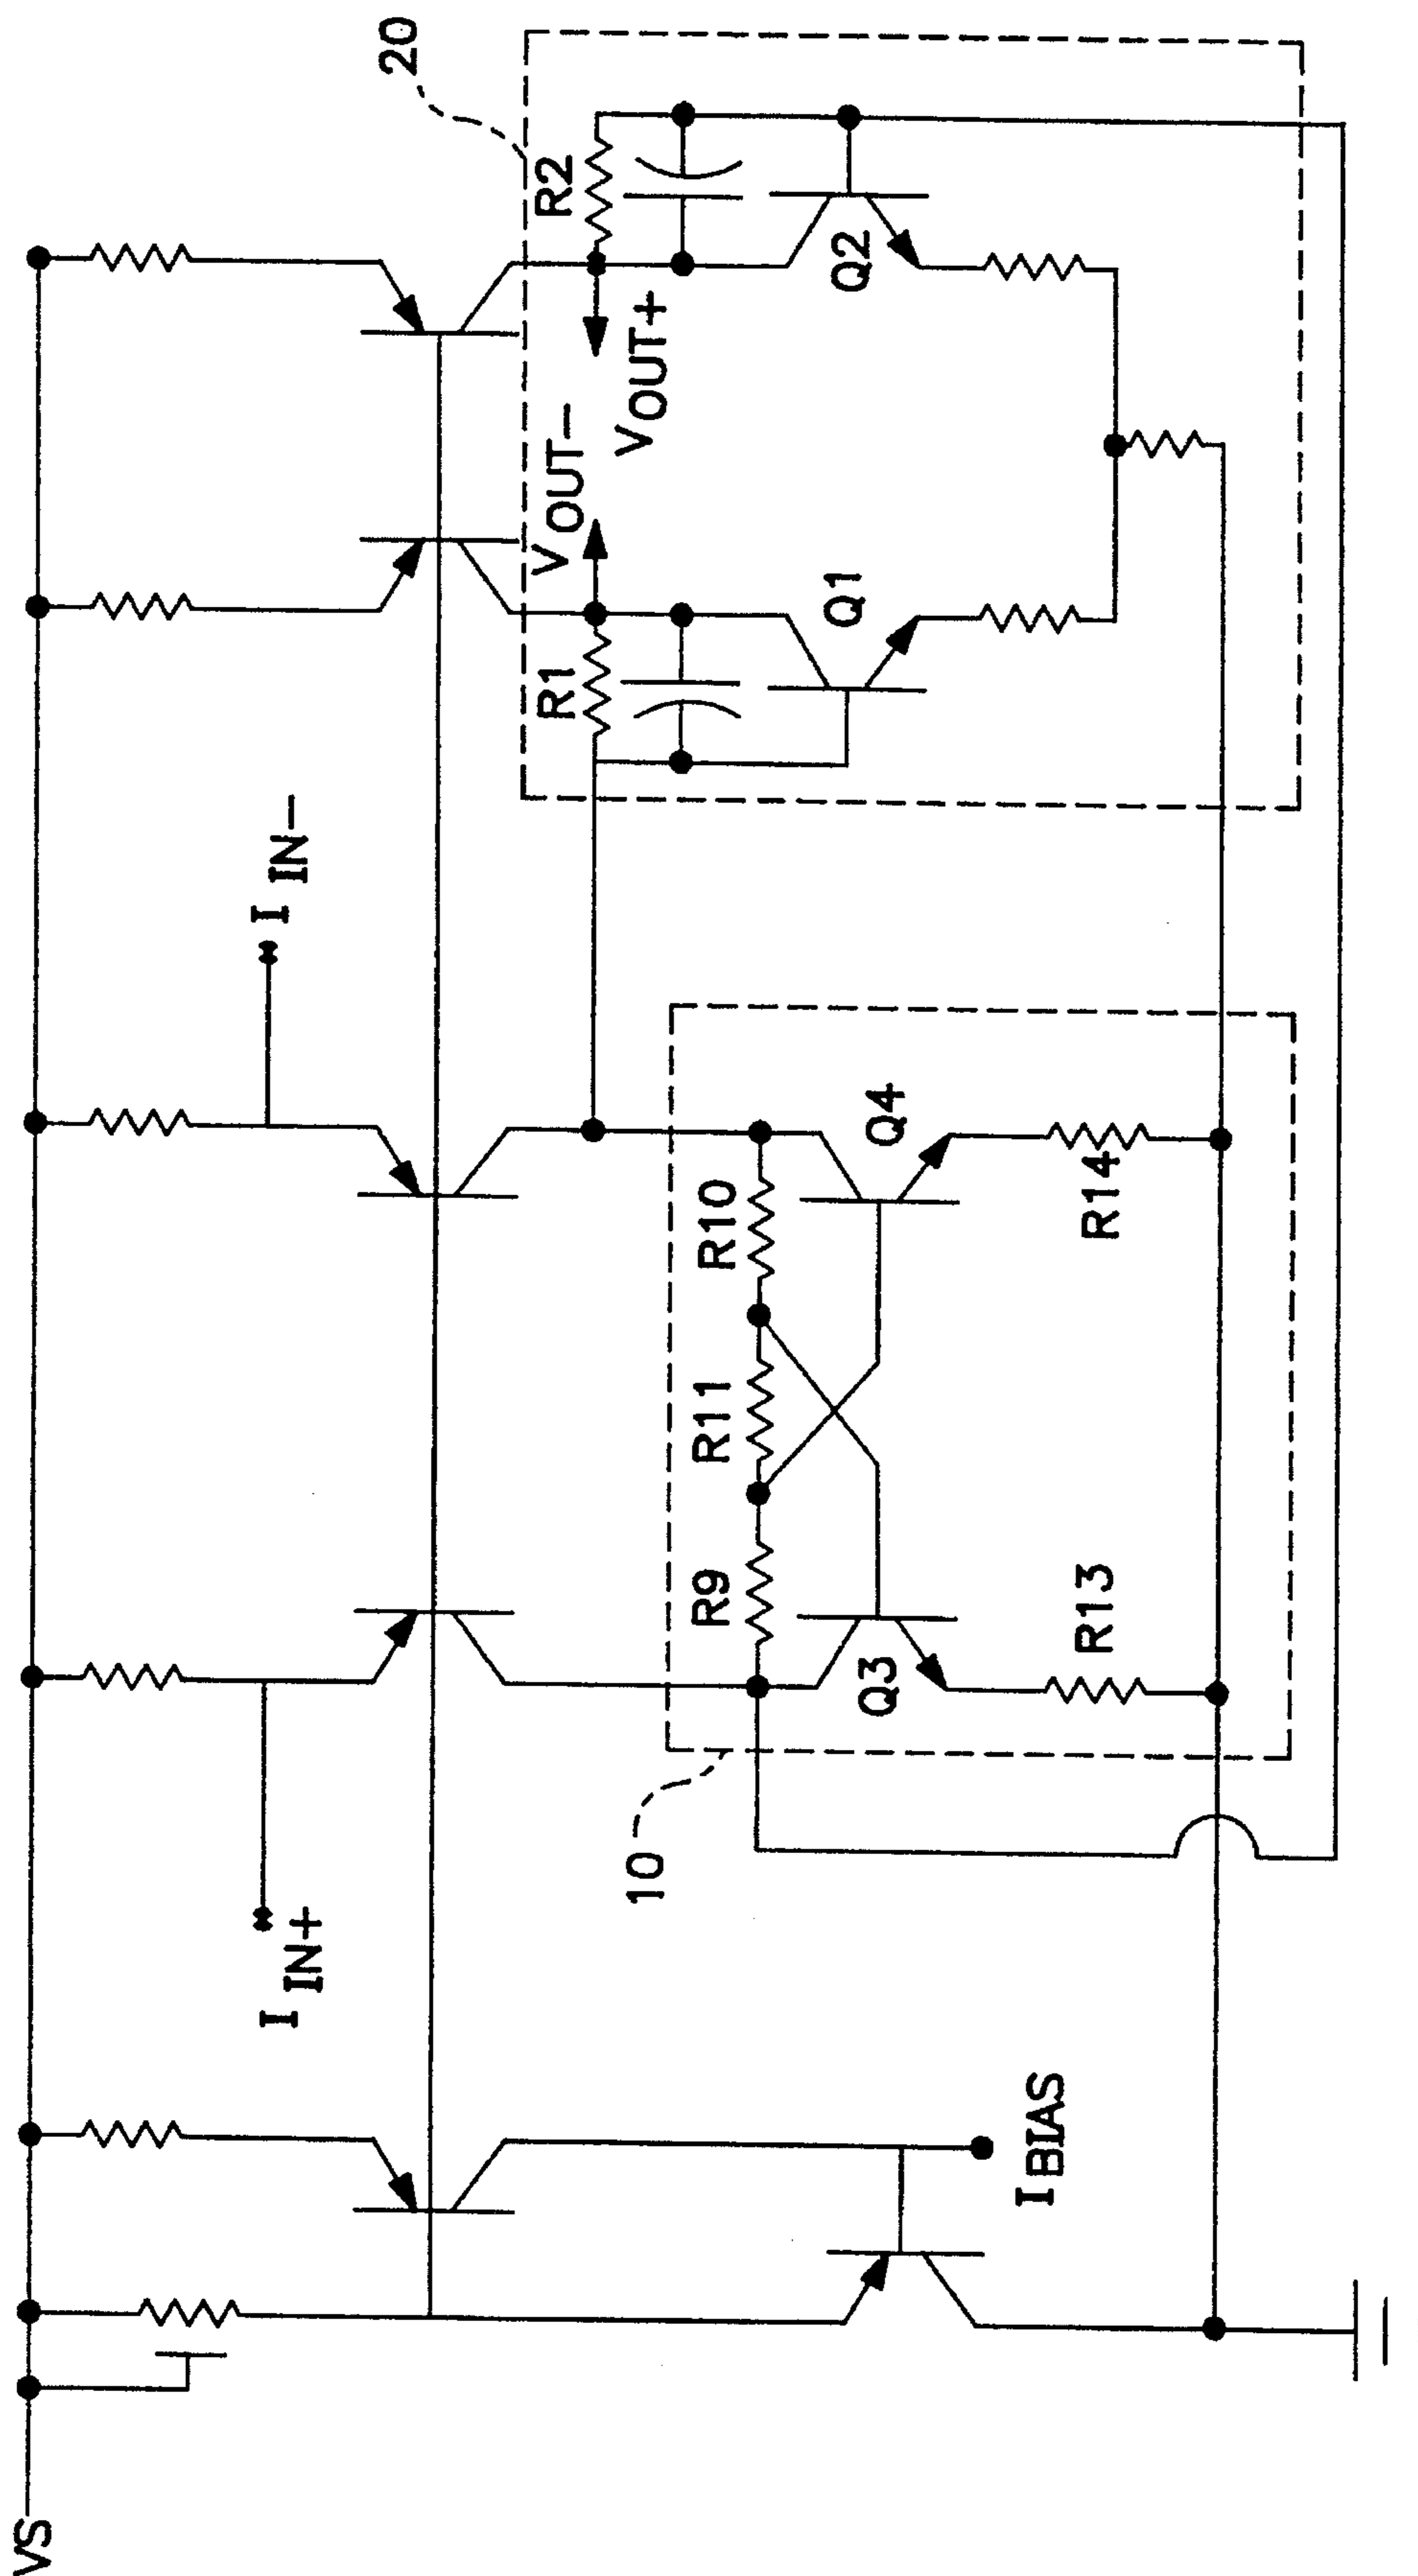 20
R2
Q2
VOUT+
VOUT−
R1
Q1
I IN−
Q4
R14
R10
R11
R9
Q3
R13
10
I IN+
I BIAS
VS